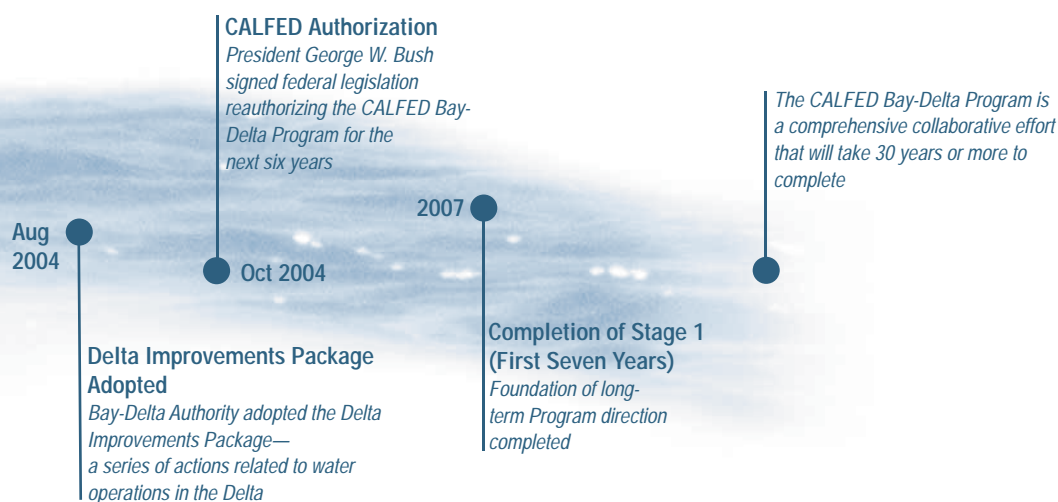 CALFED Authorization
President George W. Bush
signed federal legislation
reauthorizing the CALFED Bay-
Delta Program for the
next six years
The CALFED Bay-Delta Program is
a comprehensive collaborative effort
that will take 30 years or more to
complete
2007
Aug
2004
Oct 2004
Completion of Stage 1
(First Seven Years)
Foundation of long-
term Program direction
completed
Delta Improvements Package
Adopted
Bay-Delta Authority adopted the Delta
Improvements Package—
a series of actions related to water
operations in the Delta